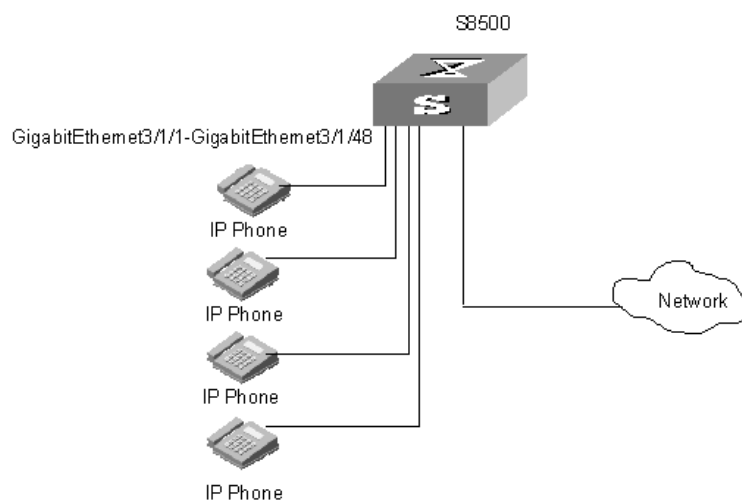 S8500
S
GigabitEthernet3/1/1-GigabitEthernet3/1/48
IP Phone
IP Phone
Network
IP Phone
IP Phone